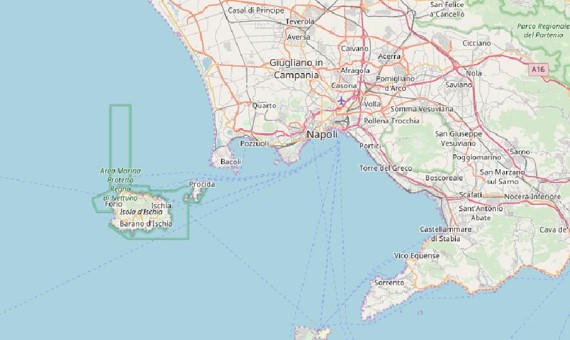 San Felice
a Cancello
Casal di Principe
Teverola
Aversa
Parco Regionale
del Partenio
Caivano
Cicciano
Acerra
Giugliano in
Campania
Afragola
Casoria
Pomigliano
d'Arco
Nola
A16
Saviano
Quarto
Volla
Somma Vesuviana
Pollena Trocchia
Napoli
Pozzuoli
Bacoli
Portici
San Giuseppe
Vesuviano
Poggiomarino
Torre del Greco
Boscoreale
San Marzano
sul Sarno
Scafati
Nocera Inferiore
Sant'Antonio
Abate
Area Marina
Protetta
Regno
di Nettuno
Procida
Forio
Ischia
Isola d'Ischia
Barano d'Ischia
Castellammare
di Stabia
Cava de'
Vico Equense
Sorrento